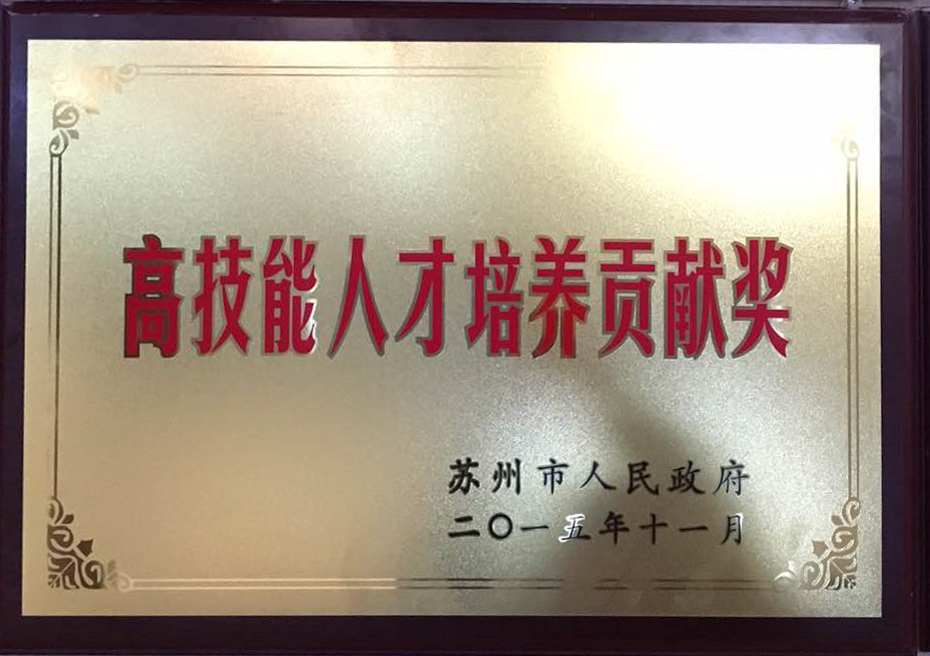 高技能人才培养贡献奖
苏州市人民政府
二〇一五年十一月